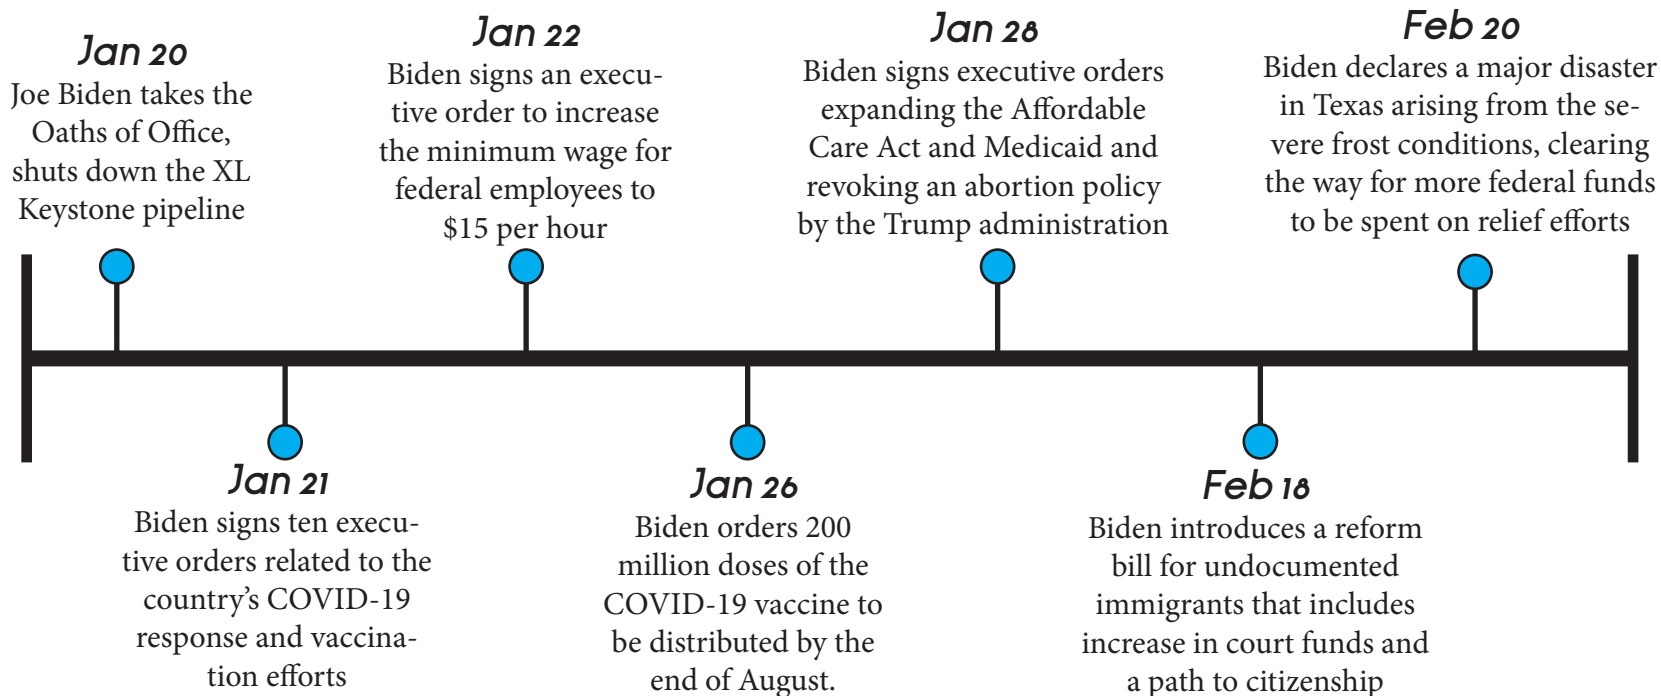 Jan 20
Joe Biden takes the
Oaths of Office,
shuts down the XL
Keystone pipeline
Jan 22
Biden signs an execu-
tive order to increase
the minimum wage for
federal employees to
$15 per hour
Jan 28
Biden signs executive orders
expanding the Affordable
Care Act and Medicaid and
revoking an abortion policy
by the Trump administration
Feb 20
Biden declares a major disaster
in Texas arising from the se-
vere frost conditions, clearing
the way for more federal funds
to be spent on relief efforts
Jan 21
Biden signs ten execu-
tive orders related to the
country's COVID-19
response and vaccina-
tion efforts
Jan 26
Biden orders 200
million doses of the
COVID-19 vaccine to
be distributed by the
end of August.
Feb 18
Biden introduces a reform
bill for undocumented
immigrants that includes
increase in court funds and
a path to citizenship